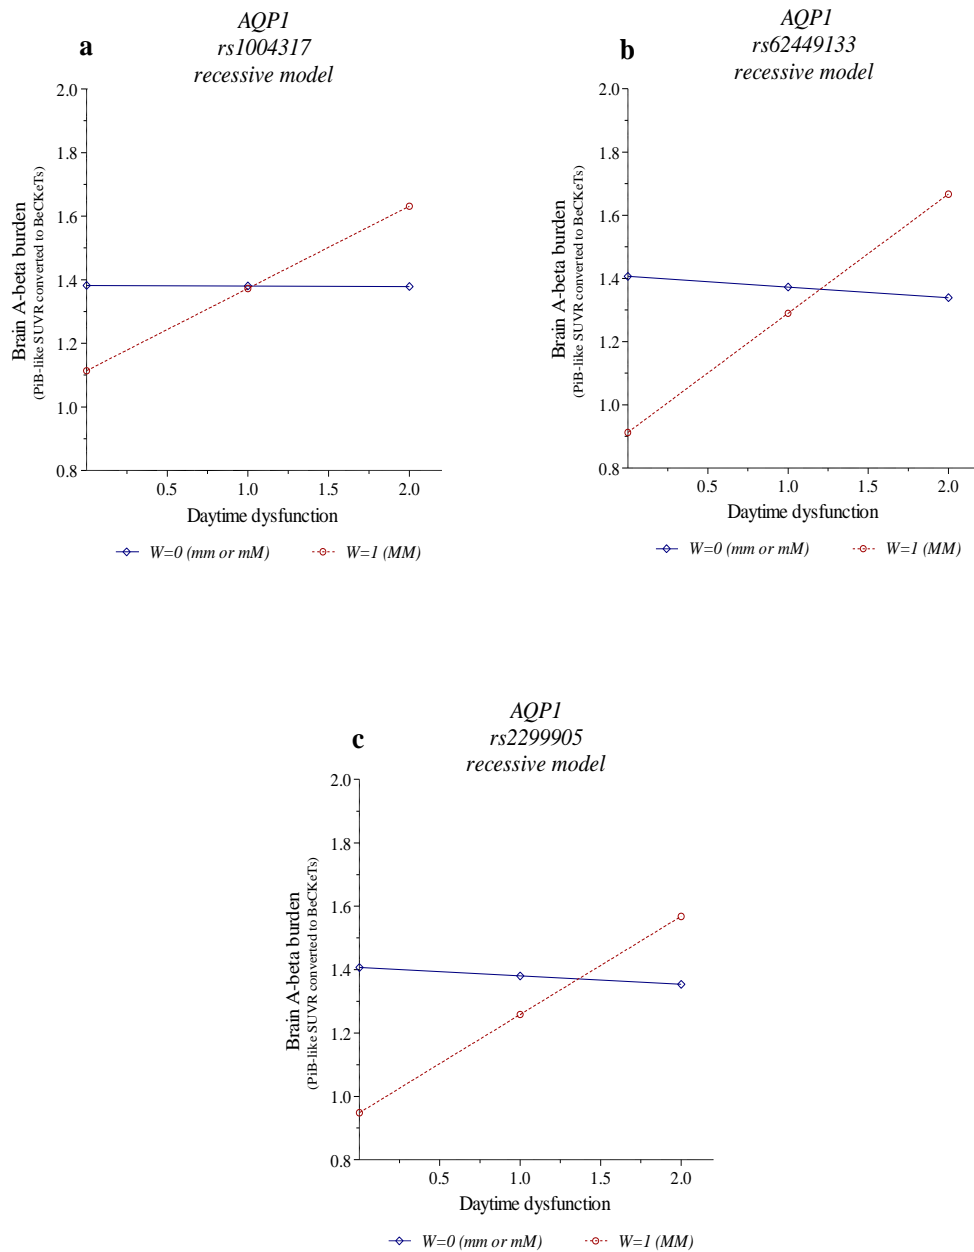 a
AQP1
rs1004317
recessive model
2.0
1.8
1.6
1.4
1.2
1.0
0.8
Brain A-beta burden
(PiB-like SUVR converted to BeCKeTs)
0.5 1.0 1.5 2.0
Daytime dysfunction
W=0 (mm or mM) W=1 (MM)
b
AQP1
rs62449133
recessive model
2.0
1.8
1.6
1.4
1.2
1.0
0.8
Brain A-beta burden
(PiB-like SUVR converted to BeCKeTs)
0.5 1.0 1.5 2.0
Daytime dysfunction
W=0 (mm or mM) W=1 (MM)
c
AQP1
rs2299905
recessive model
2.0
1.8
1.6
1.4
1.2
1.0
0.8
Brain A-beta burden
(PiB-like SUVR converted to BeCKeTs)
0.5 1.0 1.5 2.0
Daytime dysfunction
W=0 (mm or mM) W=1 (MM)